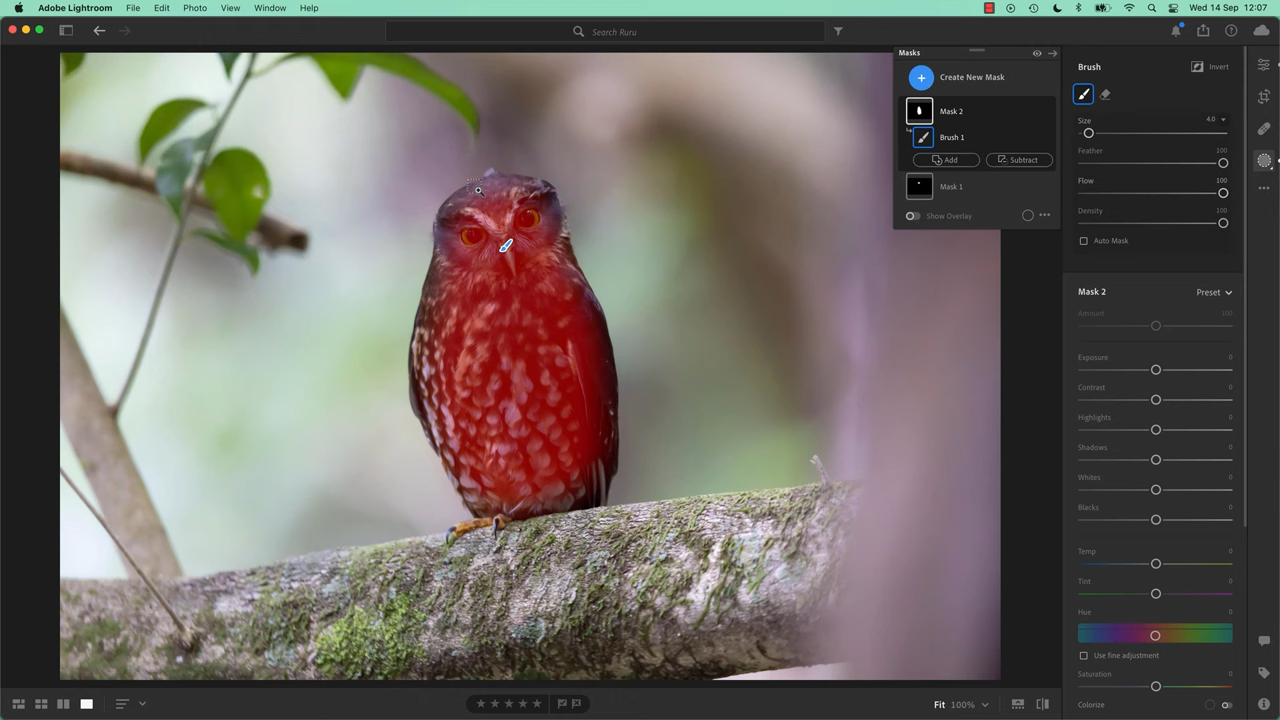 Adobe Lightroom File Edit Photo View Window Help Wed 14 Sep 12:07
Search Ruru
Masks
Create New Mask
Mask 2
Brush 1
Add Subtract
Mask 1
Show Overlay
Brush Invert
Size 4.0
Feather 100
Flow 100
Density 100
Auto Mask
Mask 2 Preset
Amount 100
Exposure 0
Contrast 0
Highlights 0
Shadows 0
Whites 0
Blacks 0
Temp 0
Tint 0
Hue 0
Use fine adjustment
Saturation 0
Colorize
Fit 100%